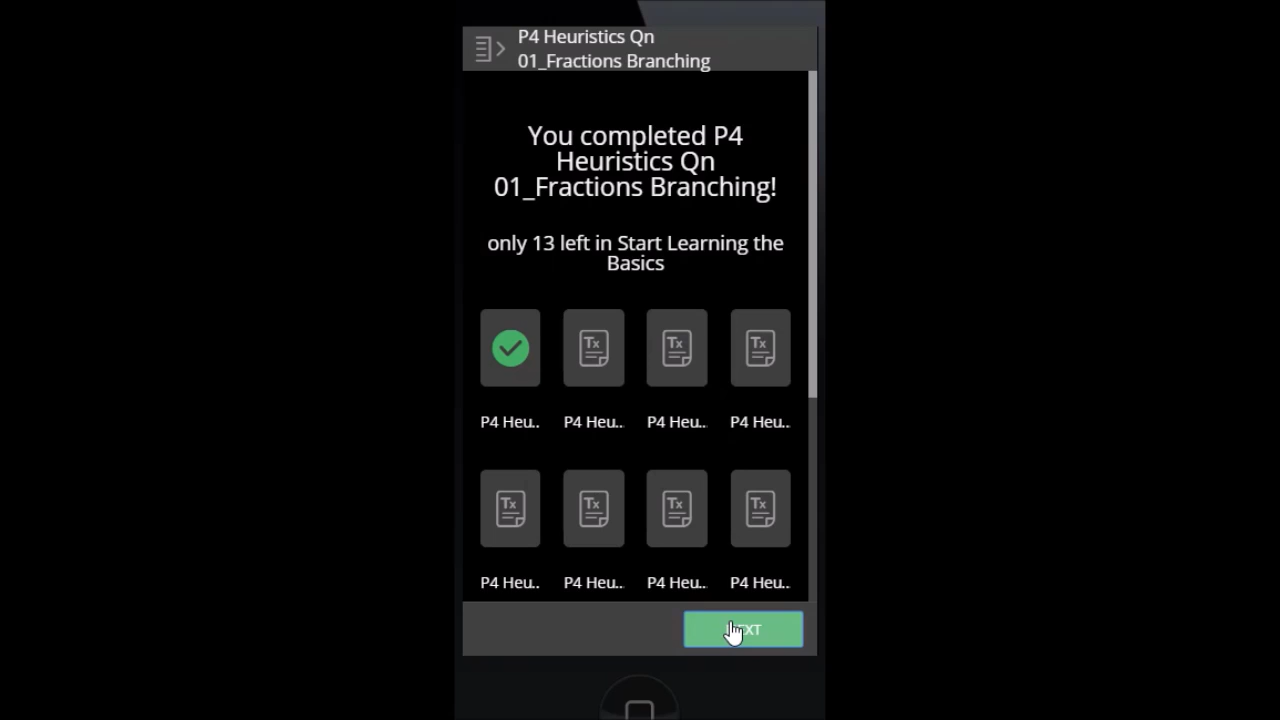 P4 Heuristics Qn
01_Fractions Branching
You completed P4
Heuristics Qn
01_Fractions Branching!
only 13 left in Start Learning the
Basics
Tx Tx Tx
P4 Heu.. P4 Heu.. P4 Heu.. P4 Heu..
Tx Tx Tx Tx
P4 Heu.. P4 Heu.. P4 Heu.. P4 Heu..